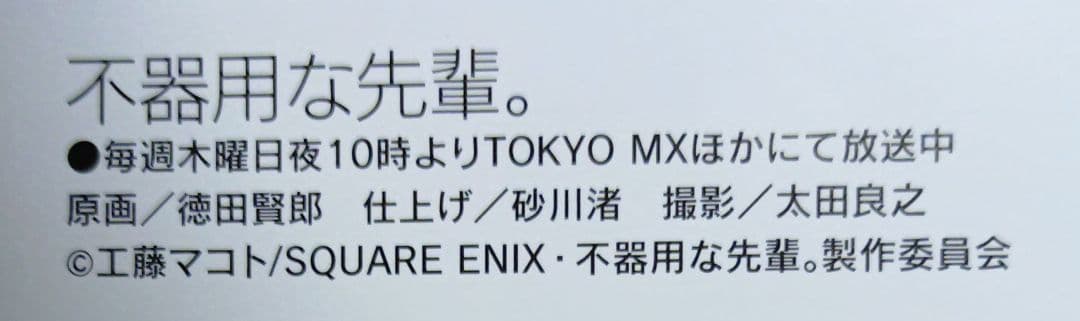 不器用な先輩。
●毎週木曜日夜10時よりTOKYO MXほかにて放送中
原画／徳田賢郎　仕上げ／砂川渚　撮影／太田良之
©工藤マコト/SQUARE ENIX・不器用な先輩。製作委員会